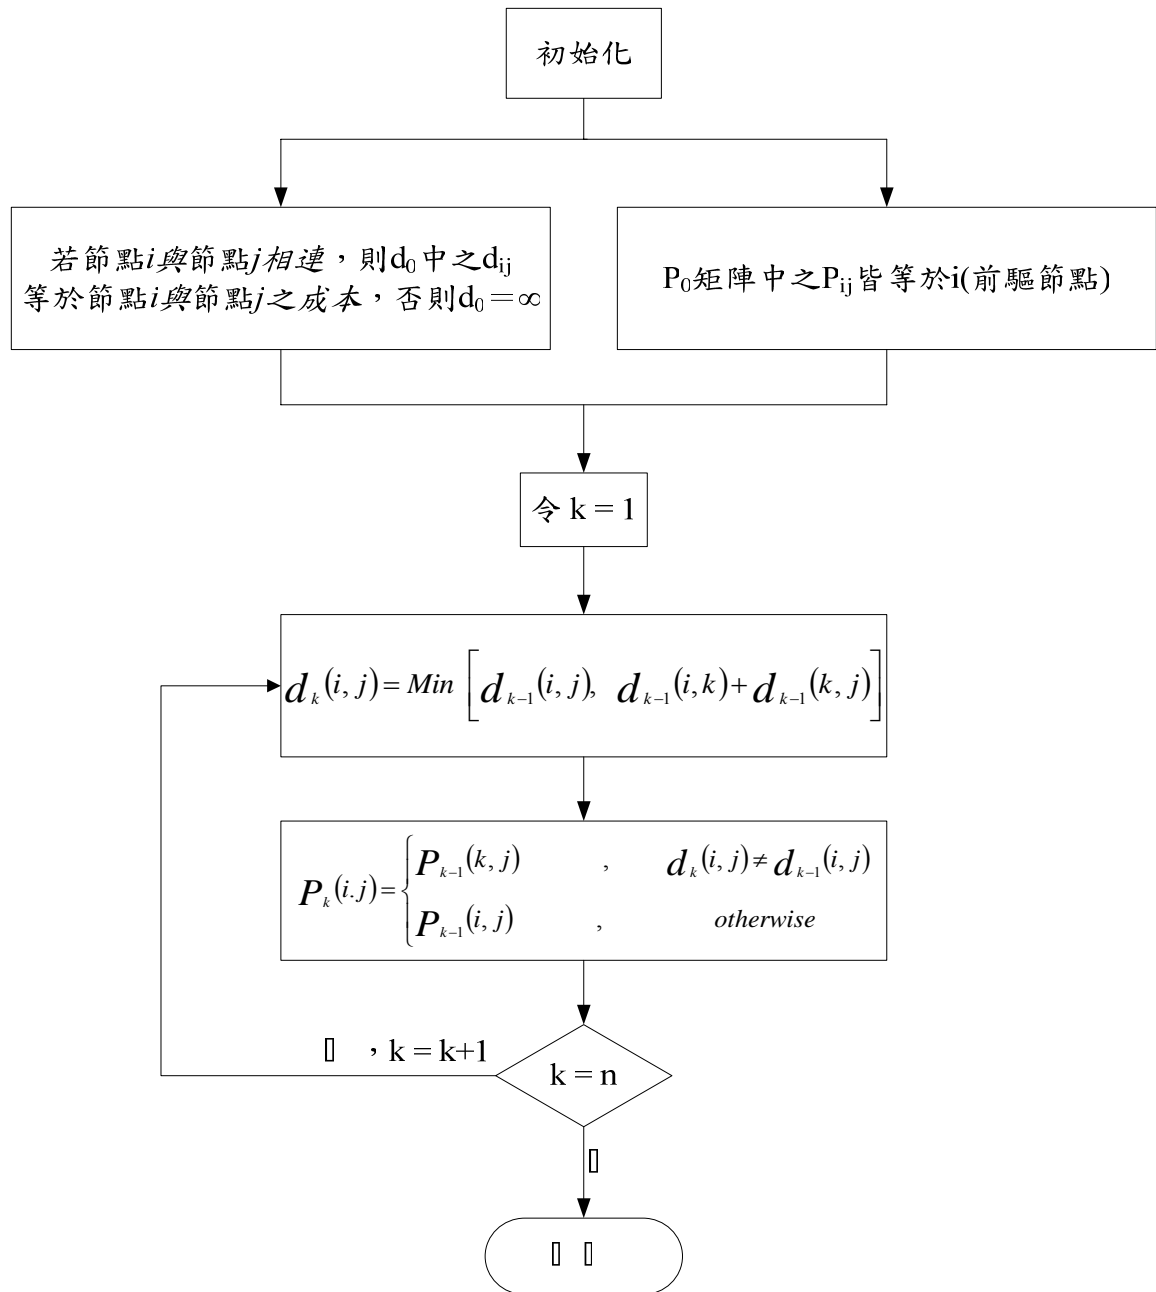 初始化
若節點i與節點j相連，則d₀中之dᵢⱼ
等於節點i與節點j之成本，否則d₀＝∞
P₀矩陣中之Pᵢⱼ皆等於i(前驅節点)
令 k = 1
dₖ(i, j) = Min [dₖ₋₁(i, j), dₖ₋₁(i, k) + dₖ₋₁(k, j)]
Pₖ(i.j) = { Pₖ₋₁(k, j) , dₖ(i, j) ≠ dₖ₋₁(i, j)
Pₖ₋₁(i, j) , otherwise
，k = k+1
k = n